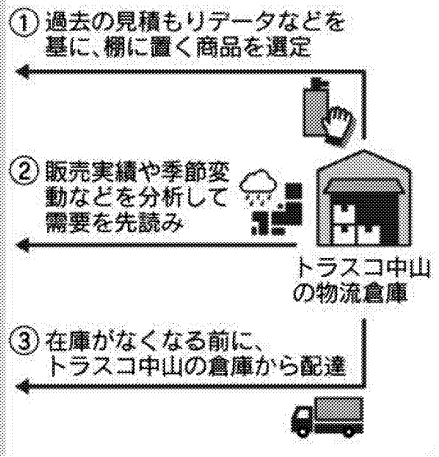 ①過去の見積もりデータなどを
基に、棚に置く商品を選定
②販売実績や季節変
動などを分析して
需要を先読み
トラスコ中山
の物流倉庫
③在庫がなくなる前に、
トラスコ中山の倉庫から配達